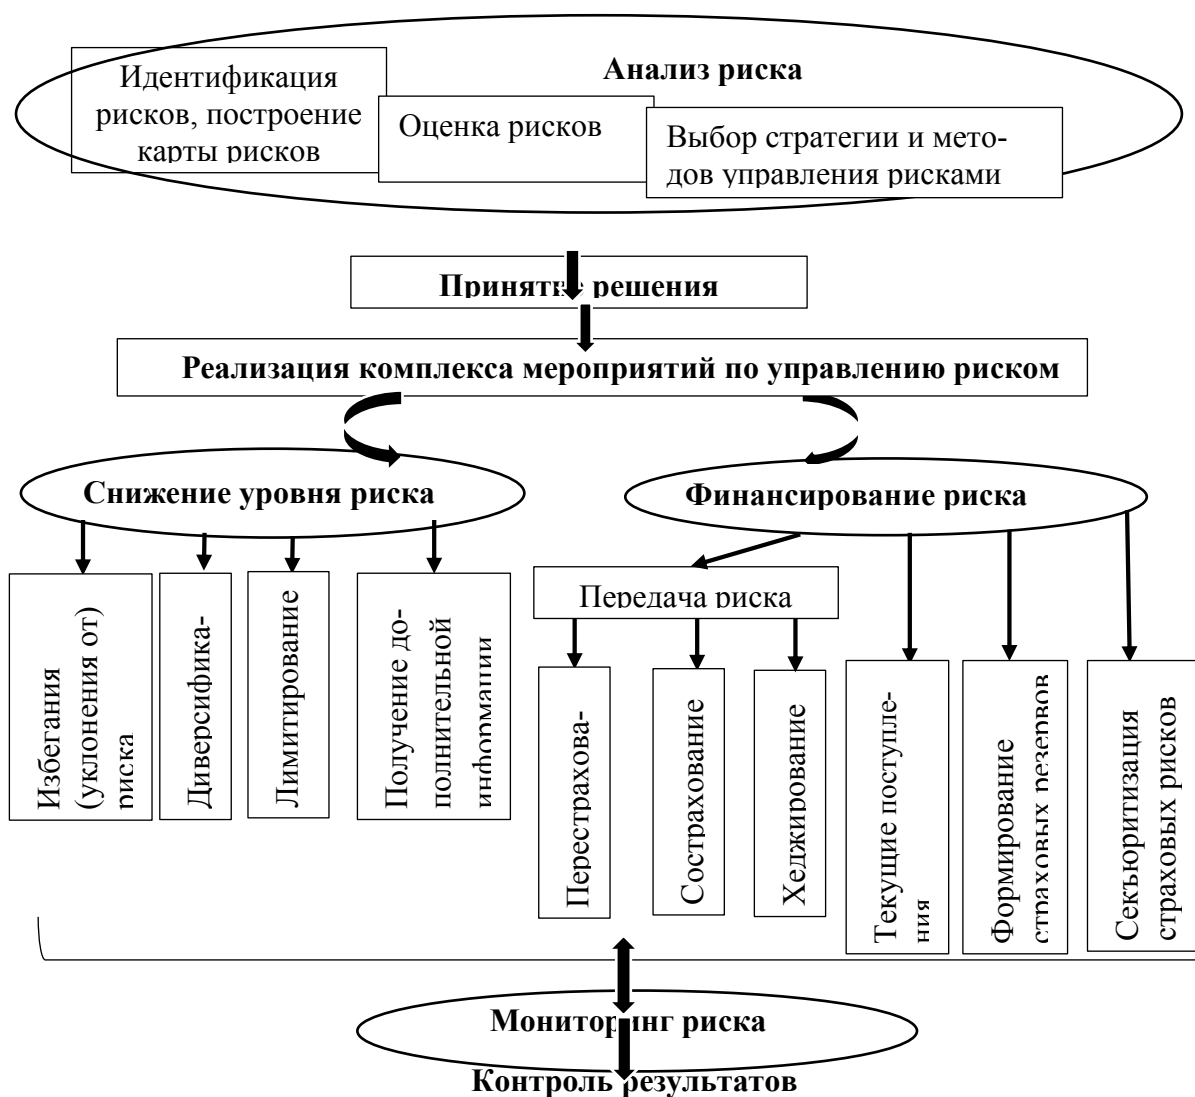 Анализ риска
Идентификация
рисков, построение
карты рисков
Оценка рисков
Выбор стратегии и мето-
дов управления рисками
Принятие решения
Реализация комплекса мероприятий по управлению риском
Снижение уровня риска
Финансирование риска
Избегания
(уклонения от)
риска
Диверсифика-
Лимитирование
Получение до-
полнительной
информации
Передача риска
Перестрахова-
Сострахование
Хеджирование
Текущие поступле-
ния
Формирование
страховых резервов
Секъюритизация
страховых рисков
Мониторинг риска
Контроль результатов